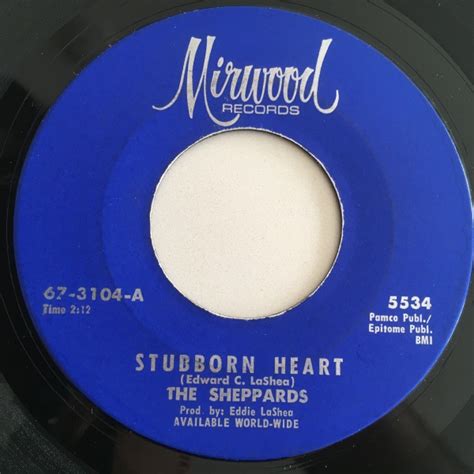 Mirwood
RECORDS
67-3104-A
Time 2:12
5534
Pamco Publ./
Epitome Publ.
BMI
STUBBORN HEART
(Edward C. LaShea)
THE SHEPPARDS
Prod. by: Eddie LaShea
AVAILABLE WORLD-WIDE